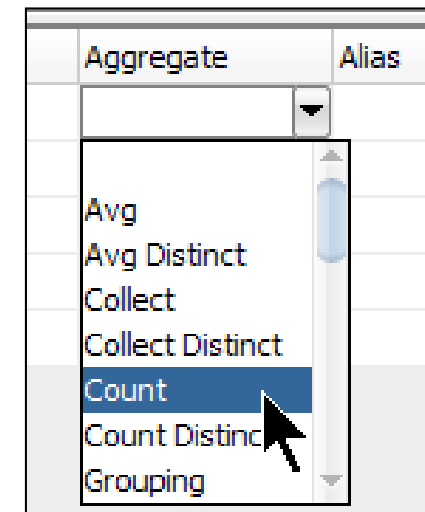 Aggregate Alias
Avg
Avg Distinct
Collect
Collect Distinct
Count
Count Distinc
Grouping